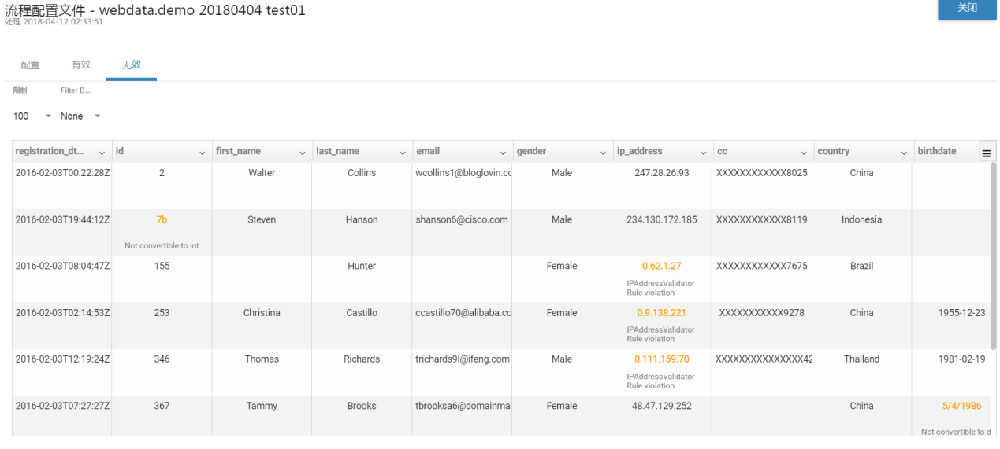 流程配置文件 - webdata.demo 20180404 test01
关闭
处理 2018-04-12 02:33:51
配置 有效 无效
限制 Filter B...
100 None
registration_dt... id first_name last_name email gender ip_address cc country birthdate
2016-02-03T00:22:28Z 2 Walter Collins wcollins1@bloglovin.cc Male 247.28.26.93 XXXXXXXXXXXX8025 China
2016-02-03T19:44:12Z 7b Steven Hanson shanson6@cisco.com Male 234.130.172.185 XXXXXXXXXXXX8119 Indonesia
Not convertible to int
2016-02-03T08:04:47Z 155 Hunter Female 0.62.1.27 XXXXXXXXXXXX7675 Brazil
IPAddressValidator
Rule violation
2016-02-03T02:14:53Z 253 Christina Castillo ccastillo70@alibaba.co Female 0.9.138.221 XXXXXXXXXXX9278 China 1955-12-23
IPAddressValidator
Rule violation
2016-02-03T12:19:24Z 346 Thomas Richards trichards9l@ifeng.com Male 0.111.159.70 XXXXXXXXXXXXXXX42 Thailand 1981-02-19
IPAddressValidator
Rule violation
2016-02-03T07:27:27Z 367 Tammy Brooks tbrooksa6@domainmai Female 48.47.129.252 China 5/4/1986
Not convertible to d